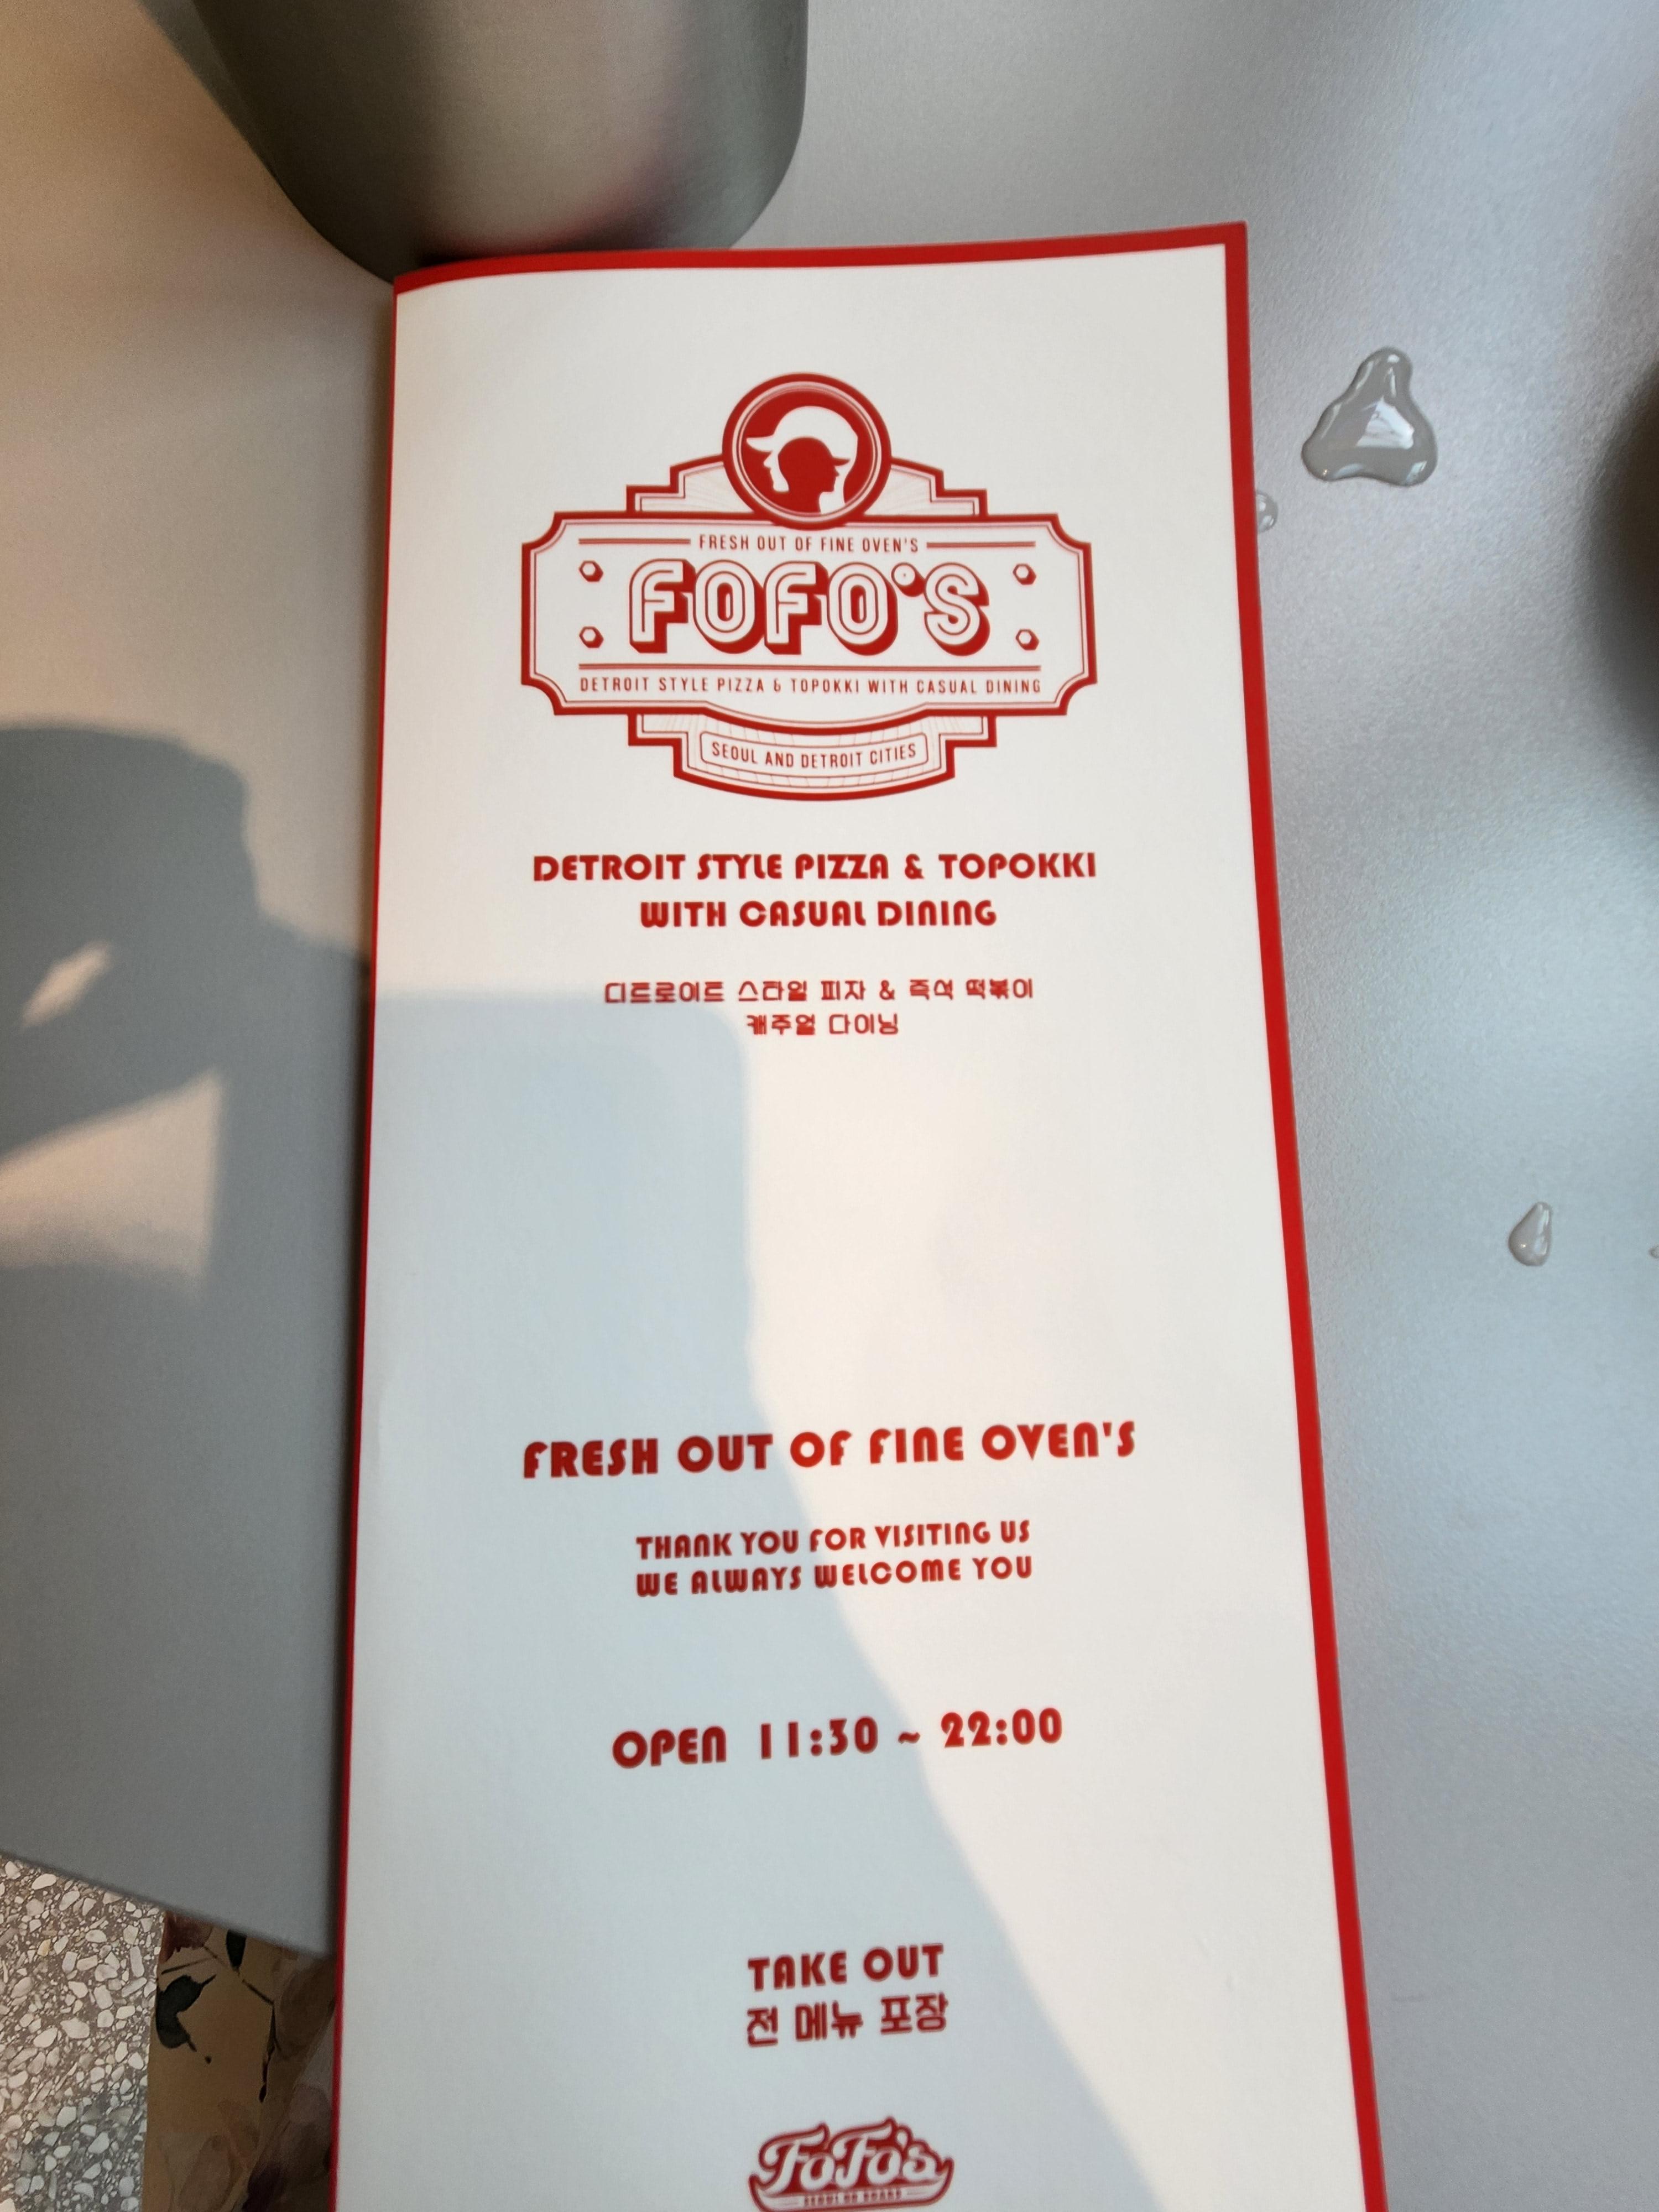 FRESH OUT OF FINE OVEN'S
FOFO'S
DETROIT STYLE PIZZA & TOPOKKI WITH CASUAL DINING
SEOUL AND DETROIT CITIES
DETROIT STYLE PIZZA & TOPOKKI
WITH CASUAL DINING
디트로이트 스타일 피자 & 즉석 떡볶이
캐주얼 다이닝
FRESH OUT OF FINE OVEN'S
THANK YOU FOR VISITING US
WE ALWAYS WELCOME YOU
OPEN 11:30 ~ 22:00
TAKE OUT
전 메뉴 포장
FoFo's